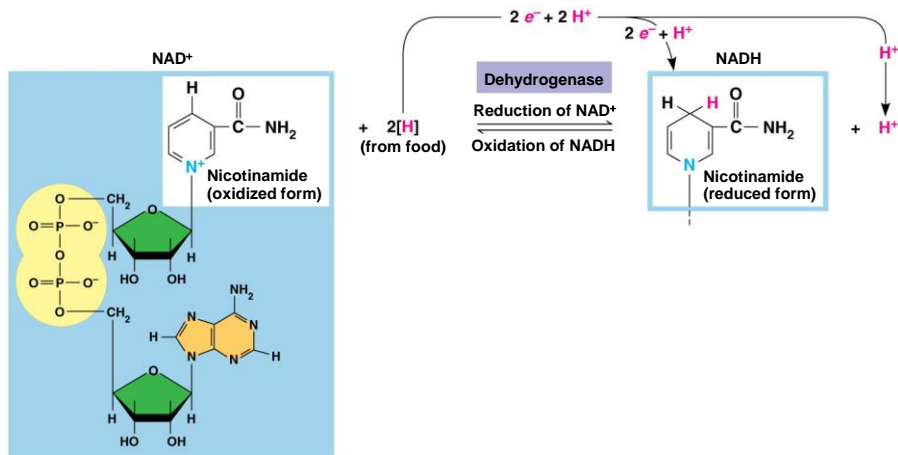 2 e– + 2 H+
2 e– + H+
NAD+
NADH
H+
Dehydrogenase
H
O
C
NH2
N+
Nicotinamide
(oxidized form)
+ 2[H]
(from food)
Reduction of NAD+
Oxidation of NADH
H H
O
C
NH2
N
Nicotinamide
(reduced form)
+ H+
O
CH2
O
O
P
O–
H
O
HO
OH
O
P
O–
O
CH2
NH2
N
N
H
N
N
H
O
H
HO
OH